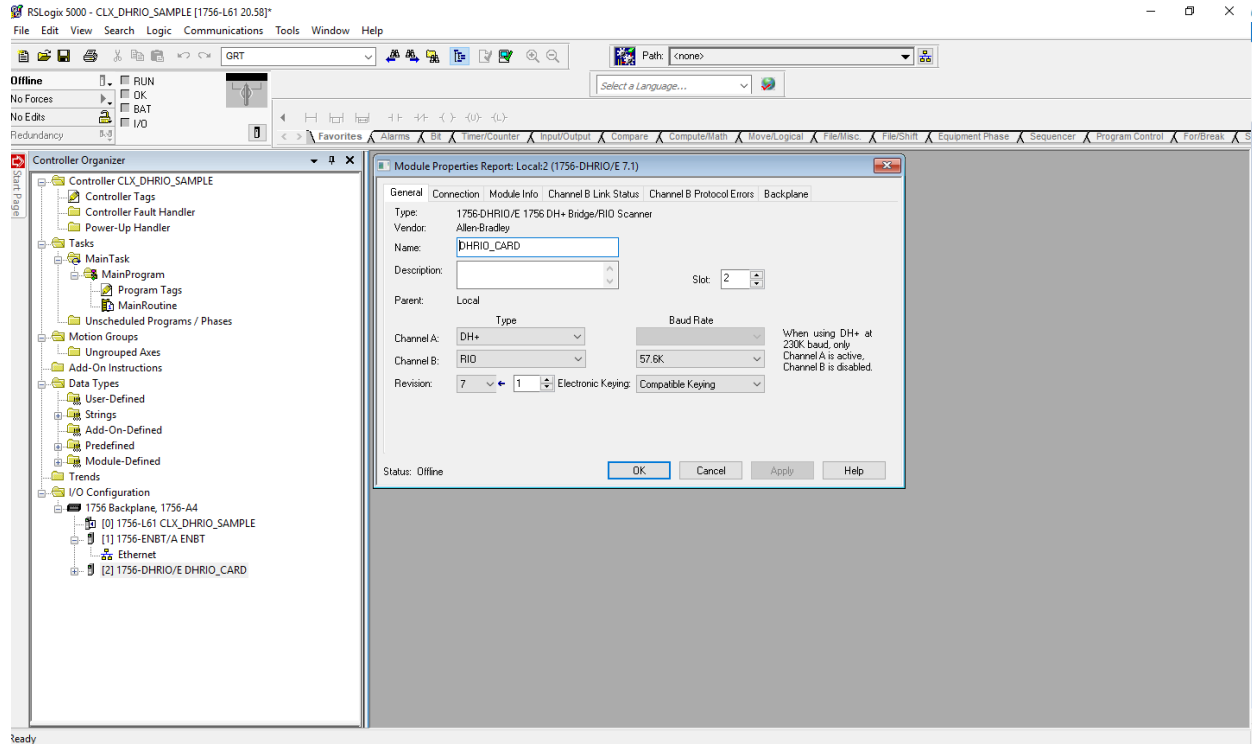 RSLogix 5000 - CLX_DHRIO_SAMPLE [1756-L61 20.58]*
File Edit View Search Logic Communications Tools Window Help
GRT
Path: <none>
Offline
RUN
No Forces
OK
BAT
No Edits
I/O
Redundancy
Select a Language...
Favorites Alarms Bit Timer/Counter Input/Output Compare Compute/Math Move/Logical File/Misc. File/Shift Equipment Phase Sequencer Program Control For/Break S
Start Page
Controller Organizer
Controller CLX_DHRIO_SAMPLE
Controller Tags
Controller Fault Handler
Power-Up Handler
Tasks
MainTask
MainProgram
Program Tags
MainRoutine
Unscheduled Programs / Phases
Motion Groups
Ungrouped Axes
Add-On Instructions
Data Types
User-Defined
Strings
Add-On-Defined
Predefined
Module-Defined
Trends
I/O Configuration
1756 Backplane, 1756-A4
[0] 1756-L61 CLX_DHRIO_SAMPLE
[1] 1756-ENBT/A ENBT
Ethernet
[2] 1756-DHRIO/E DHRIO_CARD
Module Properties Report: Local:2 (1756-DHRIO/E 7.1)
General Connection Module Info Channel B Link Status Channel B Protocol Errors Backplane
Type: 1756-DHRIO/E 1756 DH+ Bridge/RIO Scanner
Vendor: Allen-Bradley
Name: DHRIO_CARD
Description:
Slot: 2
Parent: Local
Type Baud Rate
Channel A: DH+
Channel B: RIO 57.6K
When using DH+ at
230K baud, only
Channel A is active,
Channel B is disabled.
Revision: 7 1 Electronic Keying: Compatible Keying
Status: Offline
OK Cancel Apply Help
Ready